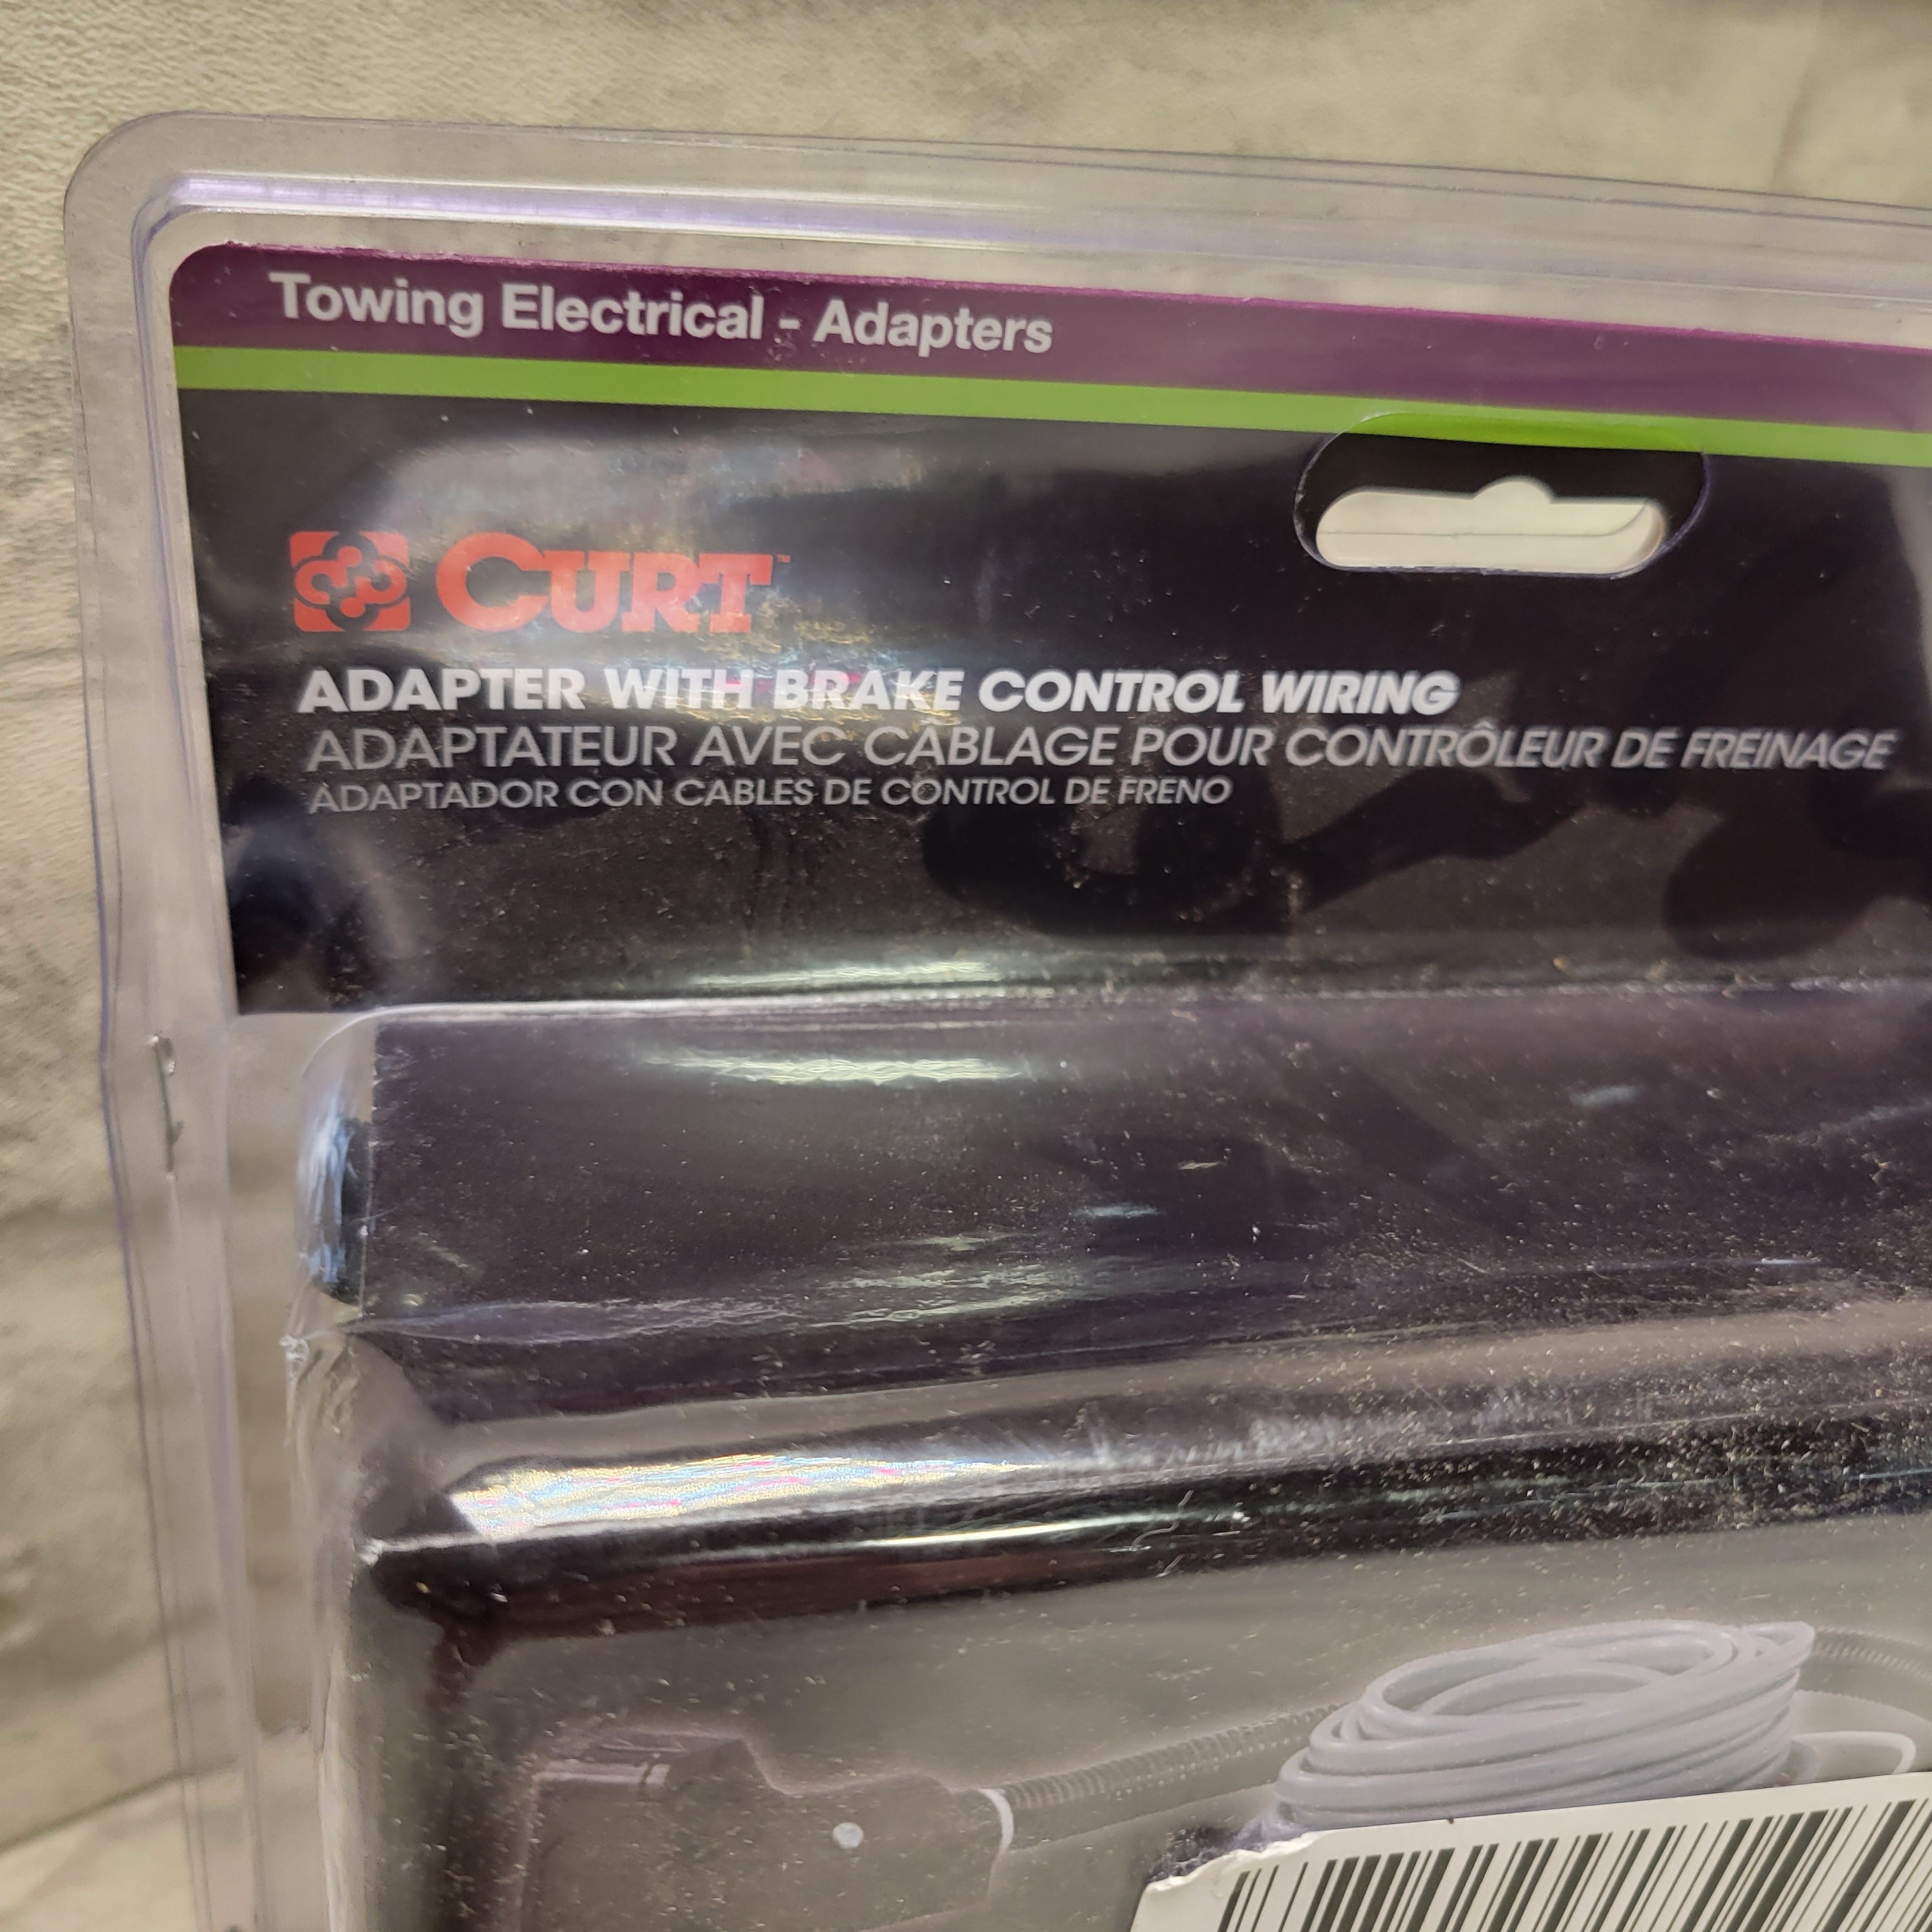 Towing Electrical - Adapters
CURT™
ADAPTER WITH BRAKE CONTROL WIRING
ADAPTATEUR AVEC CÂBLAGE POUR CONTRÔLEUR DE FREINAGE
ADAPTADOR CON CABLES DE CONTROL DE FRENO